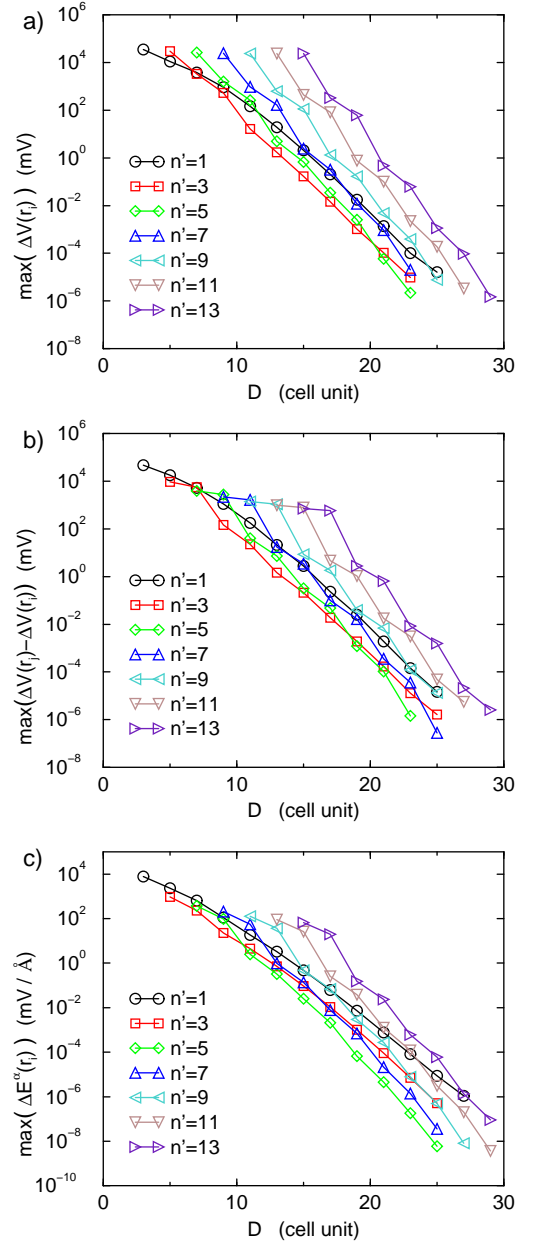 a)
10^6
10^4
10^2
10^0
10^-2
10^-4
10^-6
10^-8
max( ΔV(r_i) ) (mV)
n'=1
n'=3
n'=5
n'=7
n'=9
n'=11
n'=13
0 10 20 30
D (cell unit)
b)
10^6
10^4
10^2
10^0
10^-2
10^-4
10^-6
10^-8
max(ΔV(r_j)-ΔV(r_i)) (mV)
n'=1
n'=3
n'=5
n'=7
n'=9
n'=11
n'=13
0 10 20 30
D (cell unit)
c)
10^4
10^2
10^0
10^-2
10^-4
10^-6
10^-8
10^-10
max( ΔE^α(r_i) ) (mV / Å)
n'=1
n'=3
n'=5
n'=7
n'=9
n'=11
n'=13
0 10 20 30
D (cell unit)